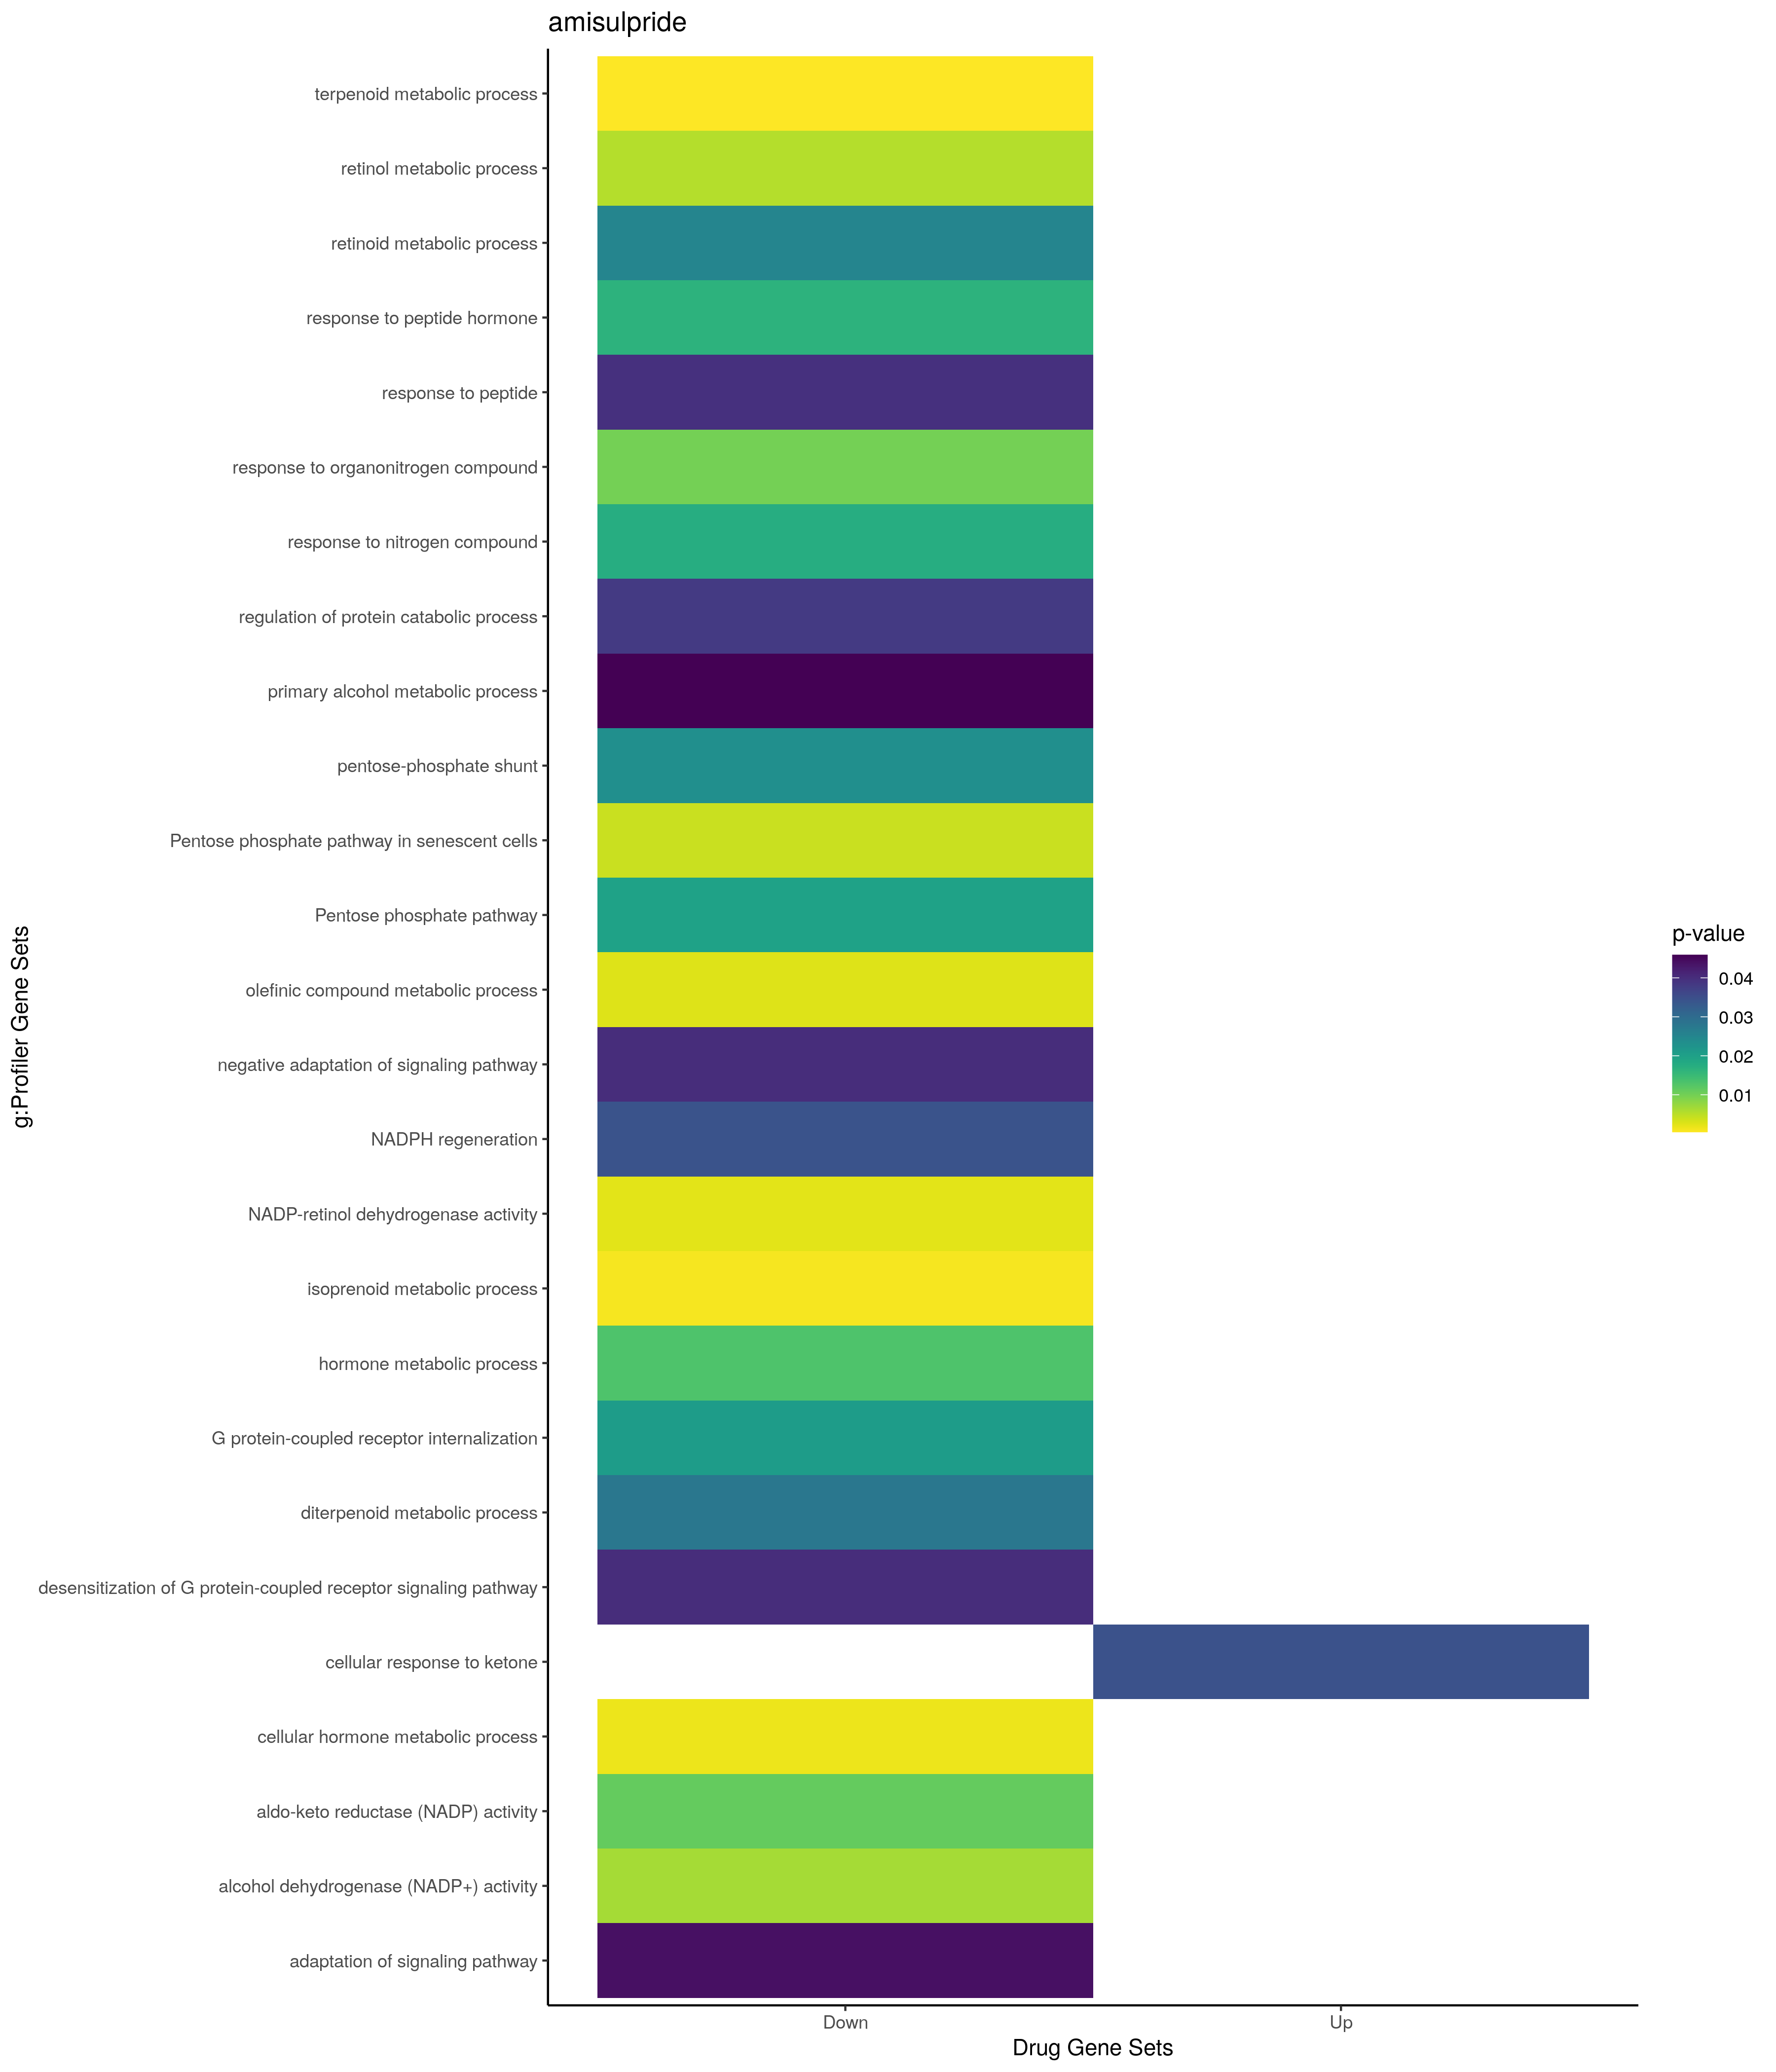 amisulpride
terpenoid metabolic process
retinol metabolic process
retinoid metabolic process
response to peptide hormone
response to peptide
response to organonitrogen compound
response to nitrogen compound
regulation of protein catabolic process
primary alcohol metabolic process
pentose-phosphate shunt
Pentose phosphate pathway in senescent cells
Pentose phosphate pathway
olefinic compound metabolic process
negative adaptation of signaling pathway
NADPH regeneration
NADP-retinol dehydrogenase activity
isoprenoid metabolic process
hormone metabolic process
G protein-coupled receptor internalization
diterpenoid metabolic process
desensitization of G protein-coupled receptor signaling pathway
cellular response to ketone
cellular hormone metabolic process
aldo-keto reductase (NADP) activity
alcohol dehydrogenase (NADP+) activity
adaptation of signaling pathway
g:Profiler Gene Sets
Down
Up
Drug Gene Sets
p-value
0.04
0.03
0.02
0.01